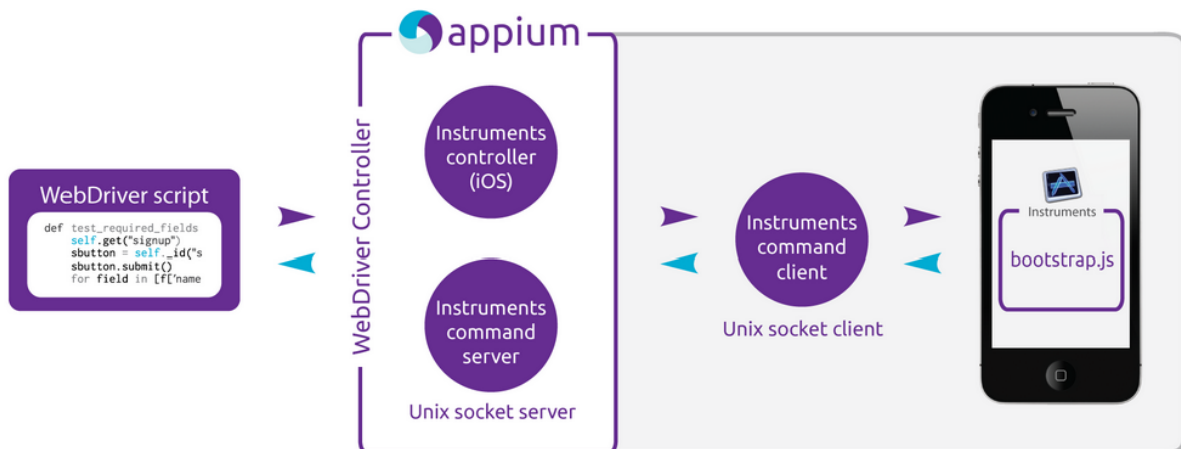 appium
WebDriver script
def test_required_fields
self.get("signup")
sbutton = self._id("s
sbutton.submit()
for field in [f['name
WebDriver Controller
Instruments
controller
(iOS)
Instruments
command
server
Unix socket server
Instruments
command
client
Unix socket client
Instruments
bootstrap.js